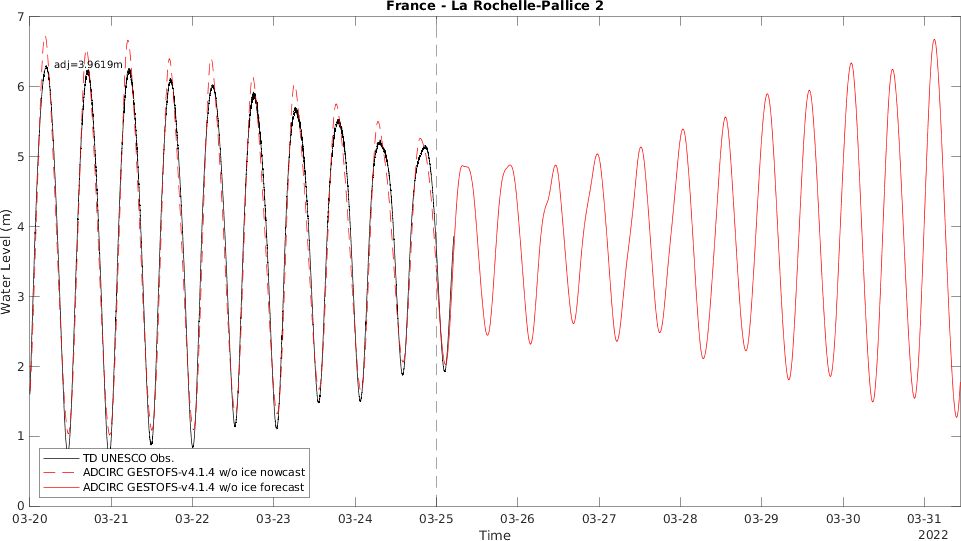 France - La Rochelle-Pallice 2
7
6
5
4
3
2
1
0
Water Level (m)
adj=3.9619m
TD UNESCO Obs.
ADCIRC GESTOFS-v4.1.4 w/o ice nowcast
ADCIRC GESTOFS-v4.1.4 w/o ice forecast
03-20 03-21 03-22 03-23 03-24 03-25 03-26 03-27 03-28 03-29 03-30 03-31
Time
2022